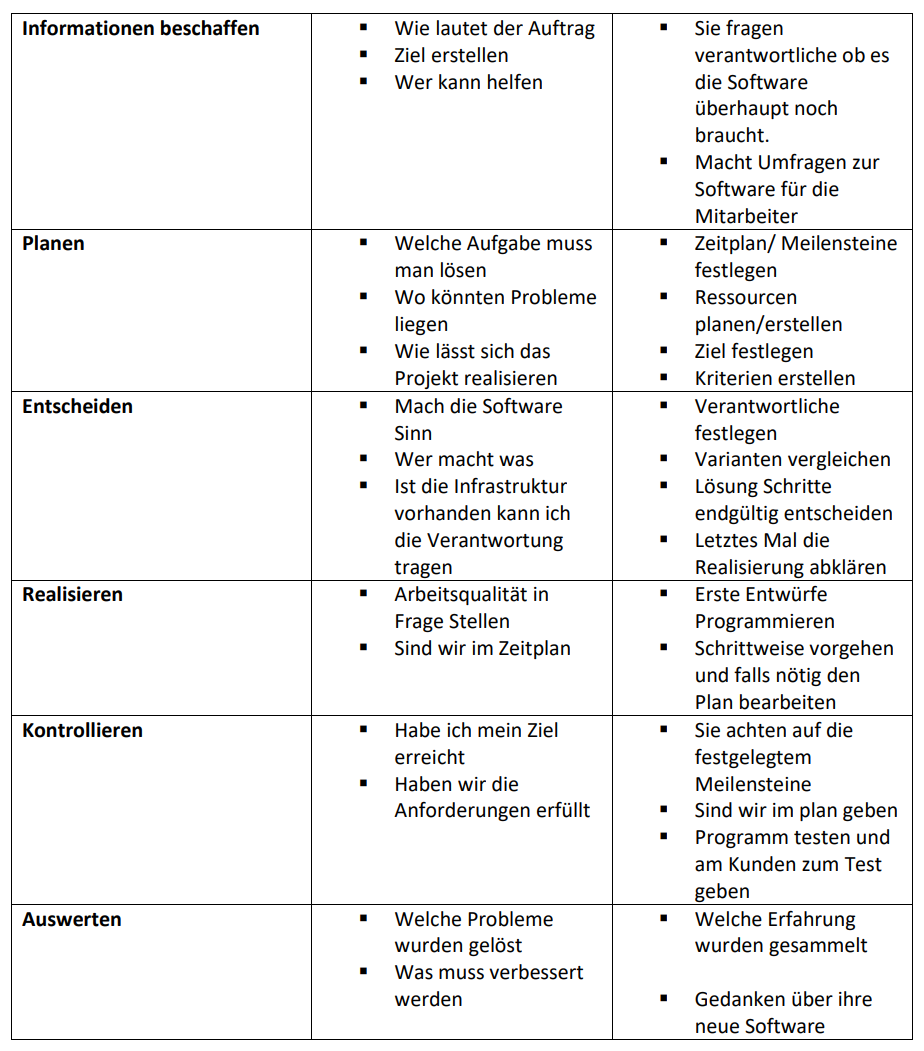 Informationen beschaffen
▪ Wie lautet der Auftrag
▪ Ziel erstellen
▪ Wer kann helfen
▪ Sie fragen
verantwortliche ob es
die Software
überhaupt noch
braucht.
▪ Macht Umfragen zur
Software für die
Mitarbeiter
Planen
▪ Welche Aufgabe muss
man lösen
▪ Wo könnten Probleme
liegen
▪ Wie lässt sich das
Projekt realisieren
▪ Zeitplan/ Meilensteine
festlegen
▪ Ressourcen
planen/erstellen
▪ Ziel festlegen
▪ Kriterien erstellen
Entscheiden
▪ Mach die Software
Sinn
▪ Wer macht was
▪ Ist die Infrastruktur
vorhanden kann ich
die Verantwortung
tragen
▪ Verantwortliche
festlegen
▪ Varianten vergleichen
▪ Lösung Schritte
endgültig entscheiden
▪ Letztes Mal die
Realisierung abklären
Realisieren
▪ Arbeitsqualität in
Frage Stellen
▪ Sind wir im Zeitplan
▪ Erste Entwürfe
Programmieren
▪ Schrittweise vorgehen
und falls nötig den
Plan bearbeiten
Kontrollieren
▪ Habe ich mein Ziel
erreicht
▪ Haben wir die
Anforderungen erfüllt
▪ Sie achten auf die
festgelegtem
Meilensteine
▪ Sind wir im plan geben
▪ Programm testen und
am Kunden zum Test
geben
Auswerten
▪ Welche Probleme
wurden gelöst
▪ Was muss verbessert
werden
▪ Welche Erfahrung
wurden gesammelt
▪ Gedanken über ihre
neue Software